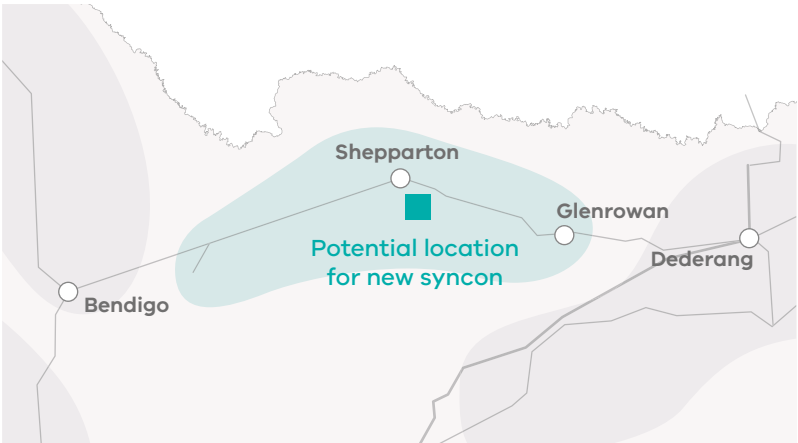 Shepparton
Glenrowan
Potential location
for new syncon
Dederang
Bendigo